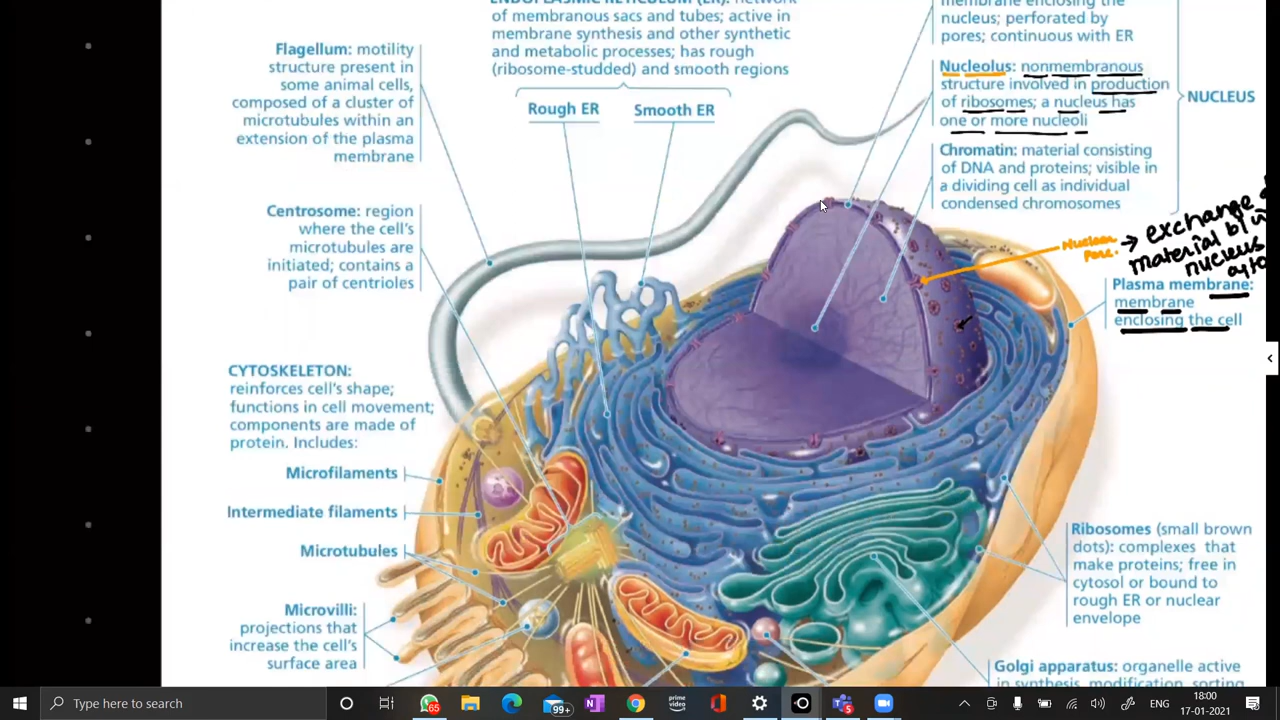 ENDOPLASMIC RETICULUM (ER): network
of membranous sacs and tubes; active in
membrane synthesis and other synthetic
and metabolic processes; has rough
(ribosome-studded) and smooth regions
Rough ER
Smooth ER
Flagellum: motility
structure present in
some animal cells,
composed of a cluster of
microtubules within an
extension of the plasma
membrane
Centrosome: region
where the cell's
microtubules are
initiated; contains a
pair of centrioles
CYTOSKELETON:
reinforces cell's shape;
functions in cell movement;
components are made of
protein. Includes:
Microfilaments
Intermediate filaments
Microtubules
Microvilli:
projections that
increase the cell's
surface area
membrane enclosing the
nucleus; perforated by
pores; continuous with ER
Nucleolus: nonmembranous
structure involved in production
of ribosomes; a nucleus has
one or more nucleoli
Chromatin: material consisting
of DNA and proteins; visible in
a dividing cell as individual
condensed chromosomes
NUCLEUS
Nuclear
Pore.
→ exchange
material b/w
nucleus
Plasma membrane:
membrane
enclosing the cell
Ribosomes (small brown
dots): complexes that
make proteins; free in
cytosol or bound to
rough ER or nuclear
envelope
Golgi apparatus: organelle active
in synthesis, modification, sorting
Type here to search
65
99+
prime
video
5
ENG
18:00
17-01-2021